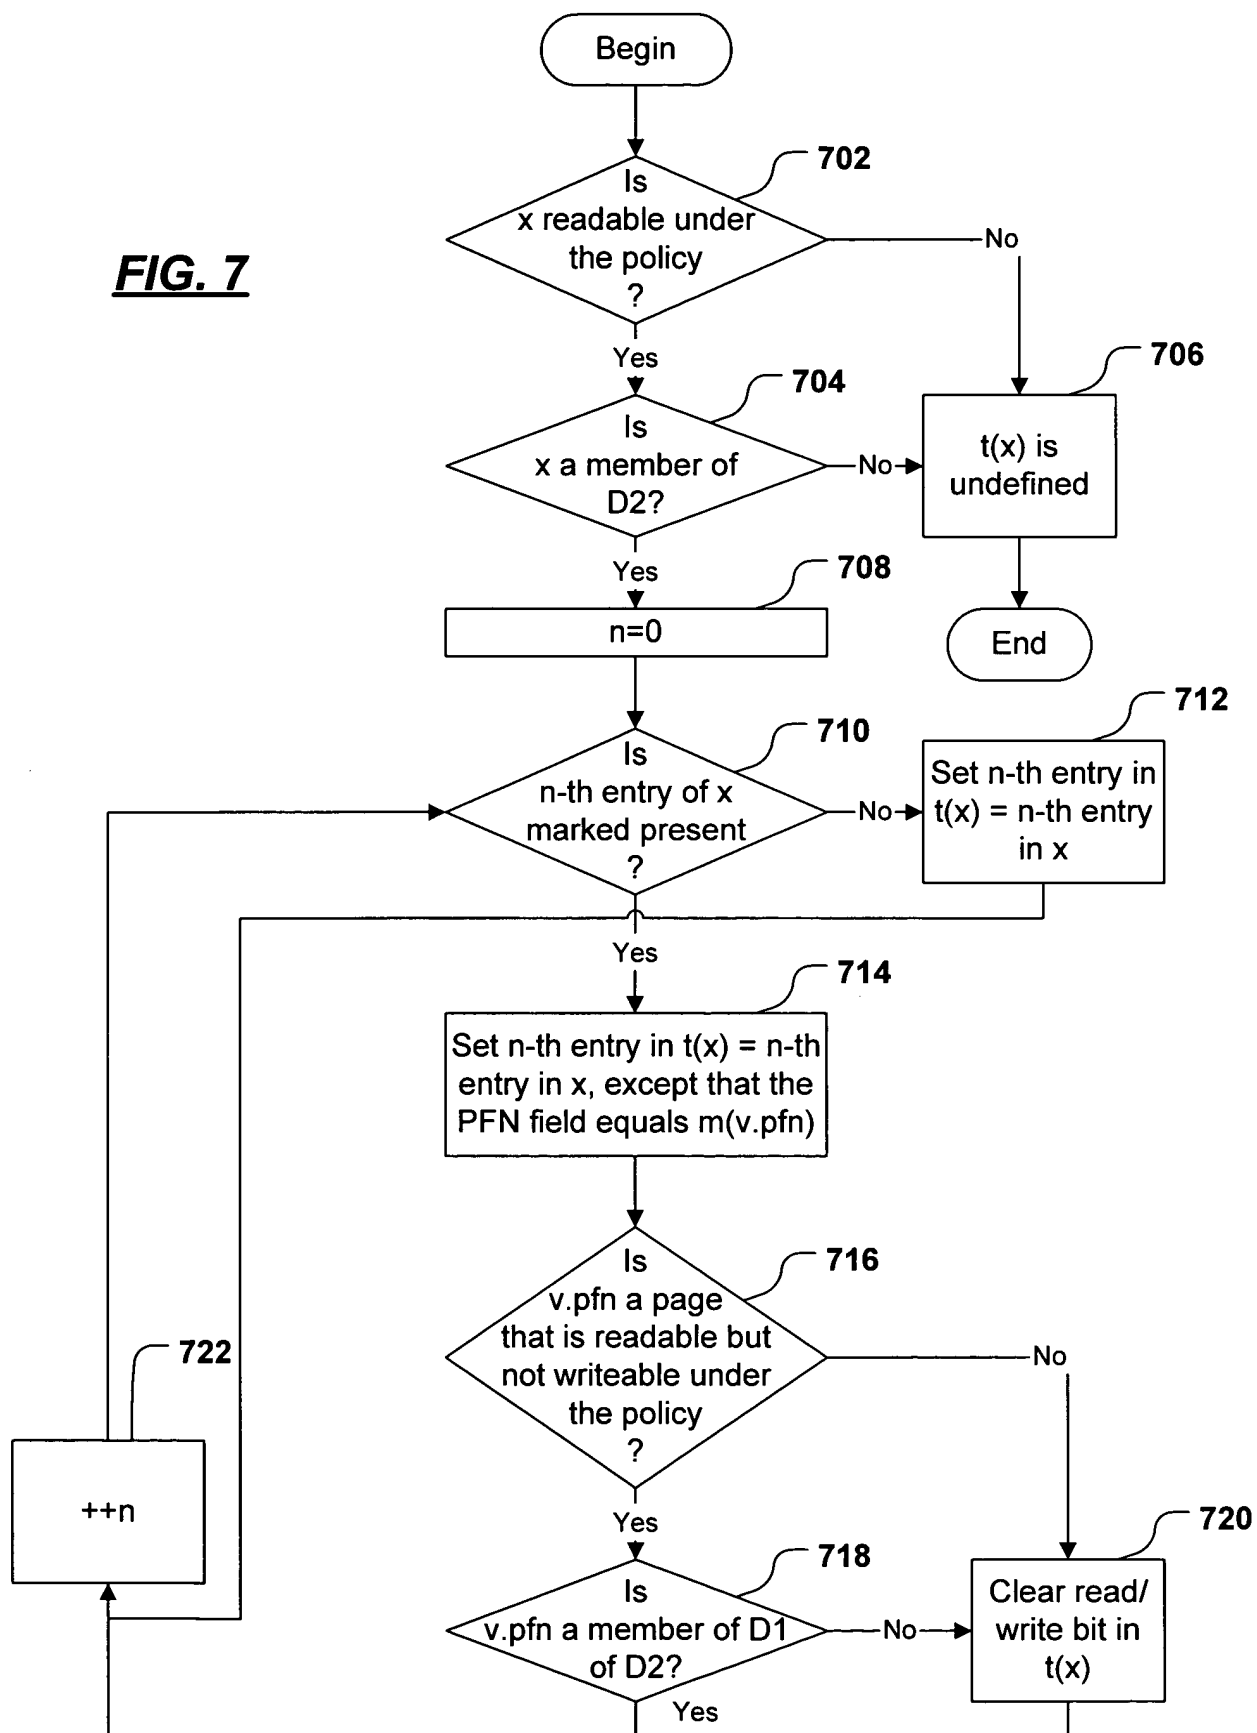 Begin
702
Is
x readable under
the policy
?
No
FIG. 7
Yes
704
706
Is
x a member of
D2?
No
t(x) is
undefined
Yes
708
n=0
End
710
712
Is
n-th entry of x
marked present
?
No
Set n-th entry in
t(x) = n-th entry
in x
Yes
714
Set n-th entry in t(x) = n-th
entry in x, except that the
PFN field equals m(v.pfn)
716
Is
v.pfn a page
that is readable but
not writeable under
the policy
?
No
722
++n
Yes
718
720
Is
v.pfn a member of D1
of D2?
No
Clear read/
write bit in
t(x)
Yes